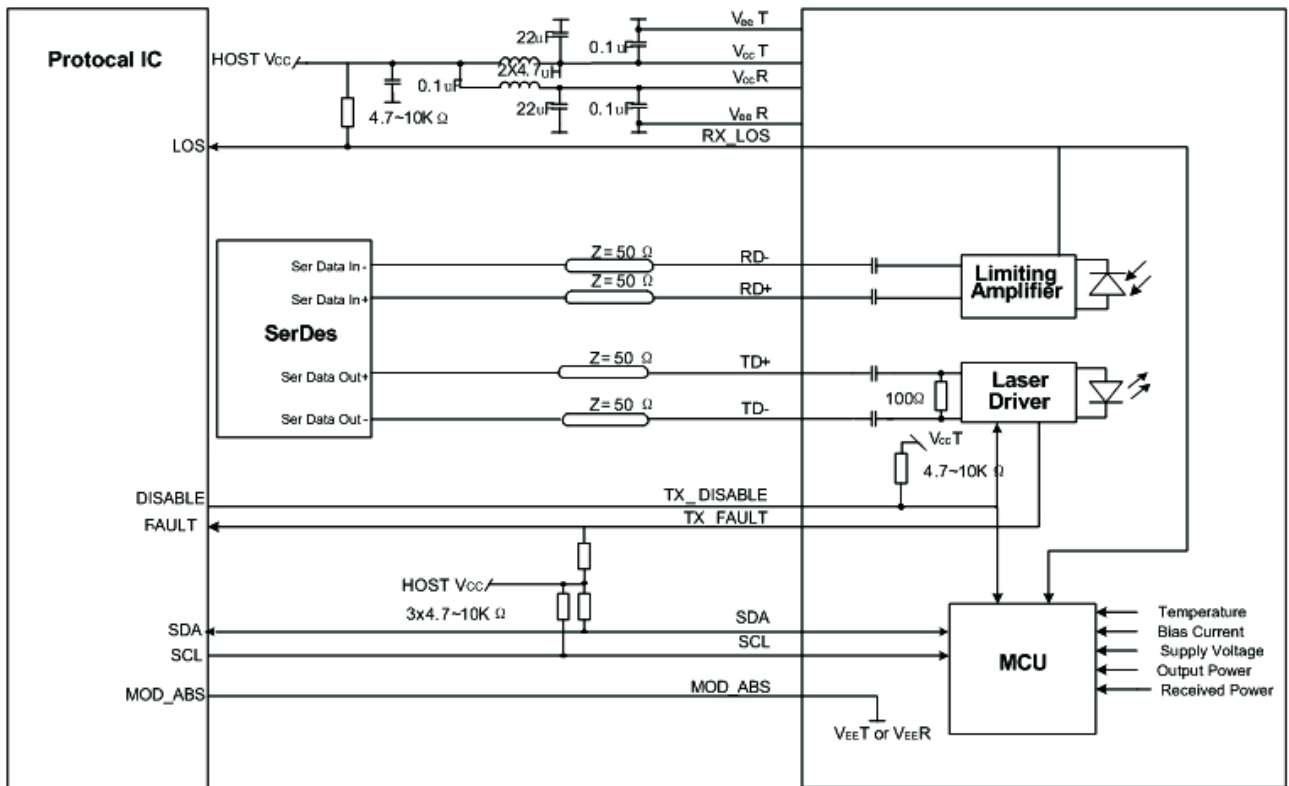 Protocal IC
HOST Vcc
0.1uF
4.7~10K Ω
22uF
2X4.7uH
22uF
0.1uF
0.1uF
VeeT
VccT
VccR
VeeR
LOS
RX_LOS
SerDes
Ser Data In-
Ser Data In+
Ser Data Out+
Ser Data Out-
Z=50 Ω
Z=50 Ω
Z=50 Ω
Z=50 Ω
RD-
RD+
TD+
TD-
Limiting
Amplifier
100Ω
Laser
Driver
VccT
4.7~10K Ω
DISABLE
TX_DISABLE
FAULT
TX_FAULT
HOST Vcc
3x4.7~10K Ω
SDA
SDA
SCL
SCL
MOD_ABS
MOD_ABS
VEET or VEER
MCU
Temperature
Bias Current
Supply Voltage
Output Power
Received Power